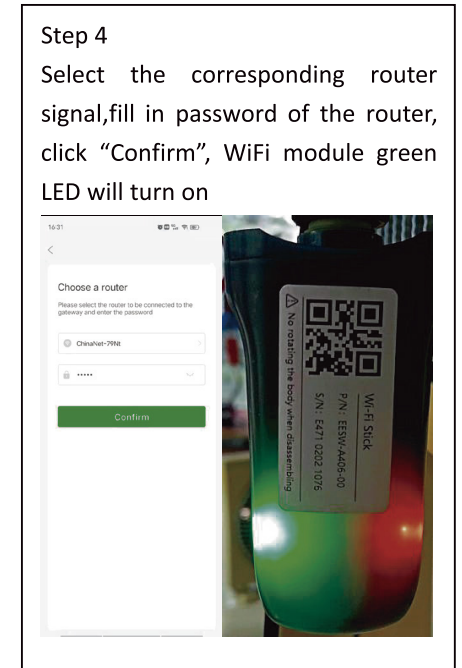 Step 4
Select the corresponding router
signal,fill in password of the router,
click “Confirm”, WiFi module green
LED will turn on
16:31
Choose a router
Please select the router to be connected to the
gateway and enter the password
ChinaNet-79Nt
•••••
Confirm
⚠ No rotating the body when disassembling
Wi-Fi Stick
P/N: EESW-A406-00
S/N: E471 0202 1076